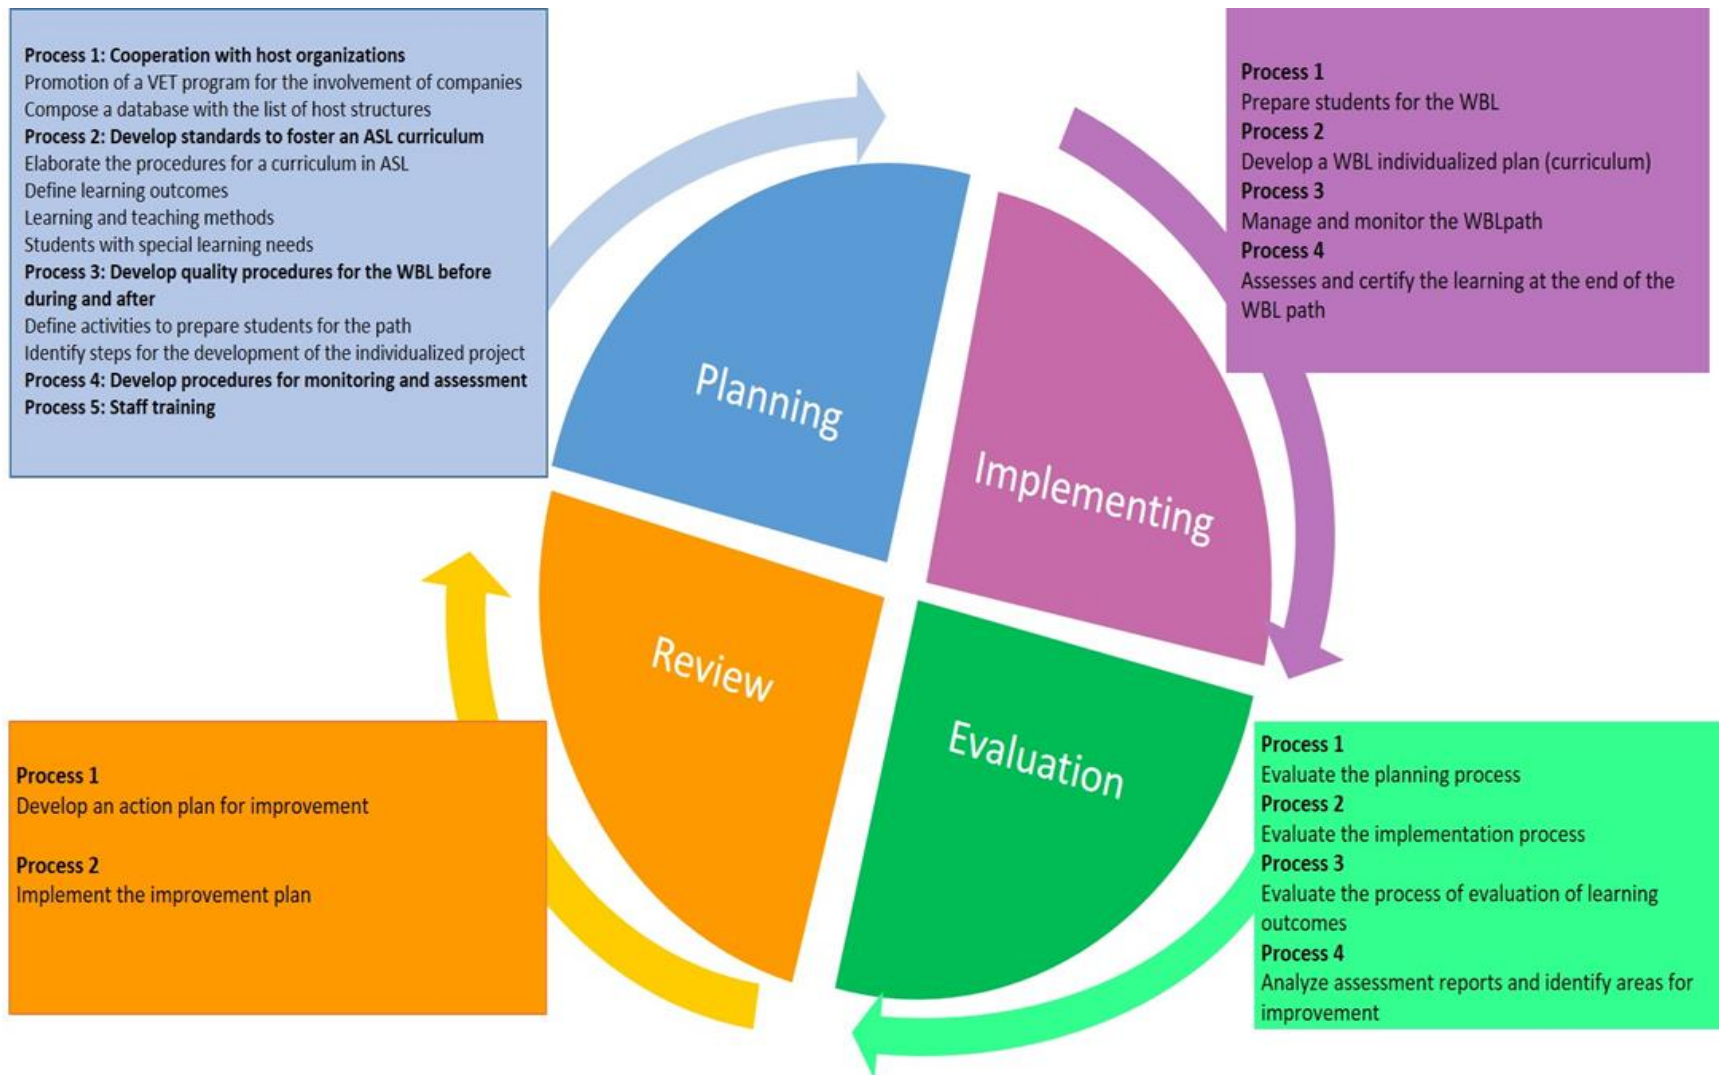 Process 1: Cooperation with host organizations
Promotion of a VET program for the involvement of companies
Compose a database with the list of host structures
Process 2: Develop standards to foster an ASL curriculum
Elaborate the procedures for a curriculum in ASL
Define learning outcomes
Learning and teaching methods
Students with special learning needs
Process 3: Develop quality procedures for the WBL before
during and after
Define activities to prepare students for the path
Identify steps for the development of the individualized project
Process 4: Develop procedures for monitoring and assessment
Process 5: Staff training
Process 1
Prepare students for the WBL
Process 2
Develop a WBL individualized plan (curriculum)
Process 3
Manage and monitor the WBLpath
Process 4
Assesses and certify the learning at the end of the
WBL path
Planning
Implementing
Review
Evaluation
Process 1
Develop an action plan for improvement
Process 2
Implement the improvement plan
Process 1
Evaluate the planning process
Process 2
Evaluate the implementation process
Process 3
Evaluate the process of evaluation of learning
outcomes
Process 4
Analyze assessment reports and identify areas for
improvement